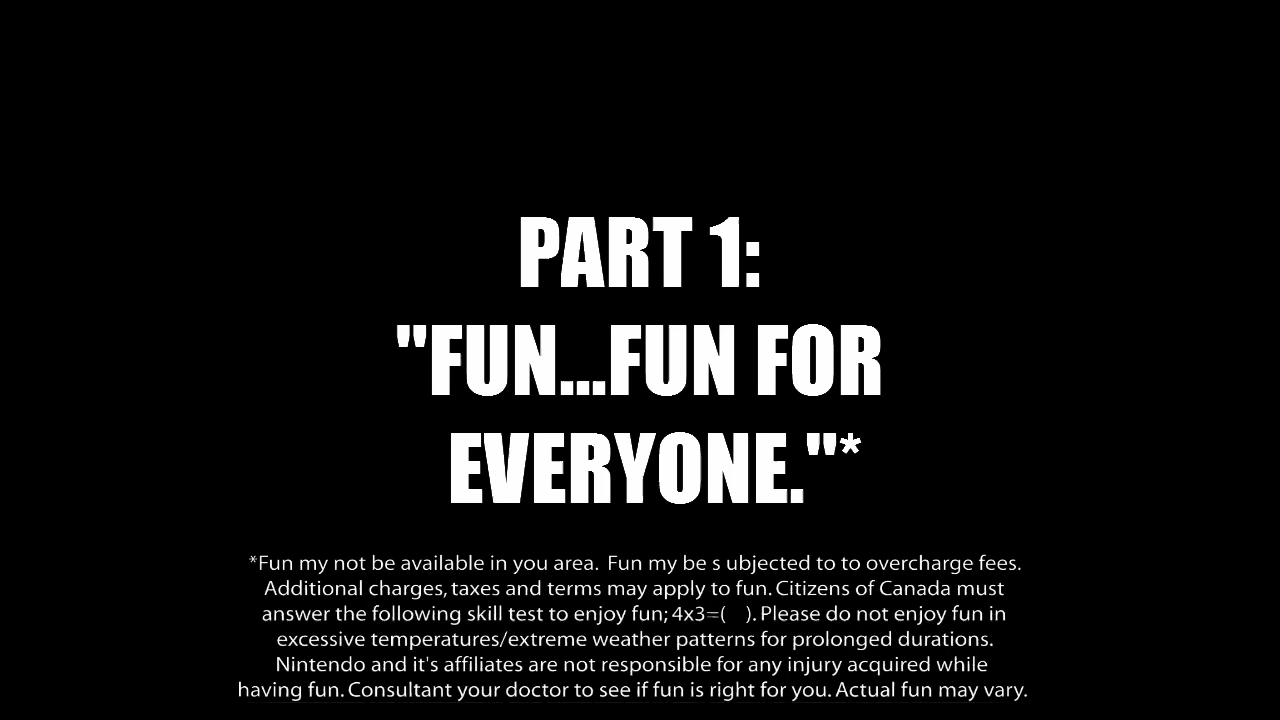 PART 1:
"FUN...FUN FOR
EVERYONE."*
*Fun my not be available in you area. Fun my be s ubjected to to overcharge fees.
Additional charges, taxes and terms may apply to fun. Citizens of Canada must
answer the following skill test to enjoy fun; 4x3=(   ). Please do not enjoy fun in
excessive temperatures/extreme weather patterns for prolonged durations.
Nintendo and it's affiliates are not responsible for any injury acquired while
having fun. Consultant your doctor to see if fun is right for you. Actual fun may vary.